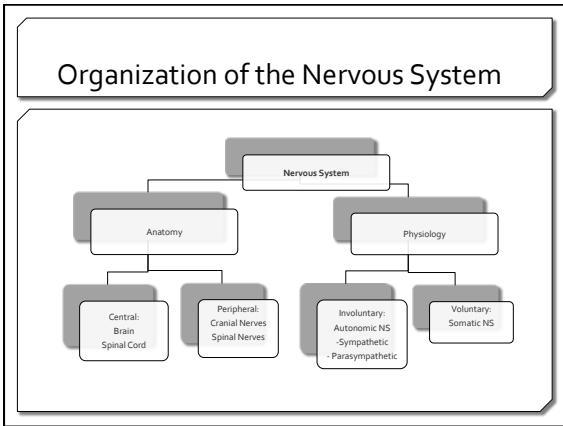 Organization of the Nervous System
Nervous System
Anatomy
Physiology
Central:
Brain
Spinal Cord
Peripheral:
Cranial Nerves
Spinal Nerves
Involuntary:
Autonomic NS
-Sympathetic
- Parasympathetic
Voluntary:
Somatic NS